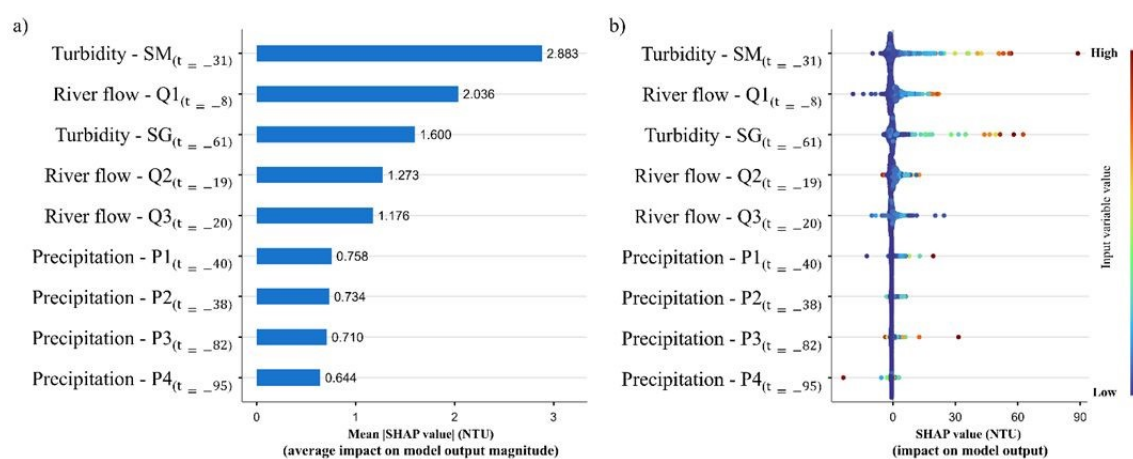 a)
Turbidity - SM(t = −31)
2.883
River flow - Q1(t = −8)
2.036
Turbidity - SG(t = −61)
1.600
River flow - Q2(t = −19)
1.273
River flow - Q3(t = −20)
1.176
Precipitation - P1(t = −40)
0.758
Precipitation - P2(t = −38)
0.734
Precipitation - P3(t = −82)
0.710
Precipitation - P4(t = −95)
0.644
0 1 2 3
Mean |SHAP value| (NTU)
(average impact on model output magnitude)
b)
Turbidity - SM(t = −31)
River flow - Q1(t = −8)
Turbidity - SG(t = −61)
River flow - Q2(t = −19)
River flow - Q3(t = −20)
Precipitation - P1(t = −40)
Precipitation - P2(t = −38)
Precipitation - P3(t = −82)
Precipitation - P4(t = −95)
0 30 60 90
SHAP value (NTU)
(impact on model output)
High
Input variable value
Low